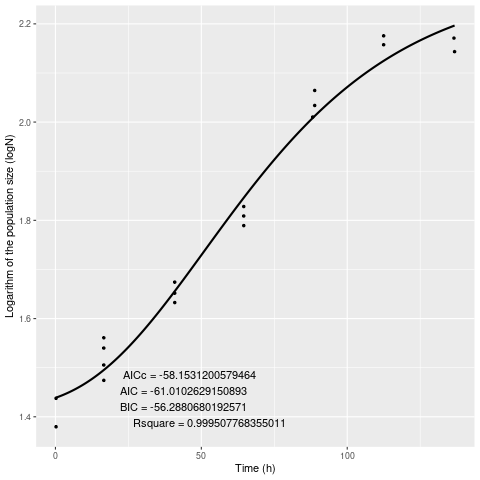 2.2
2.0
1.8
1.6
1.4
Logarithm of the population size (logN)
AICc = -58.1531200579464
AIC = -61.0102629150893
BIC = -56.2880680192571
Rsquare = 0.999507768355011
0 50 100
Time (h)